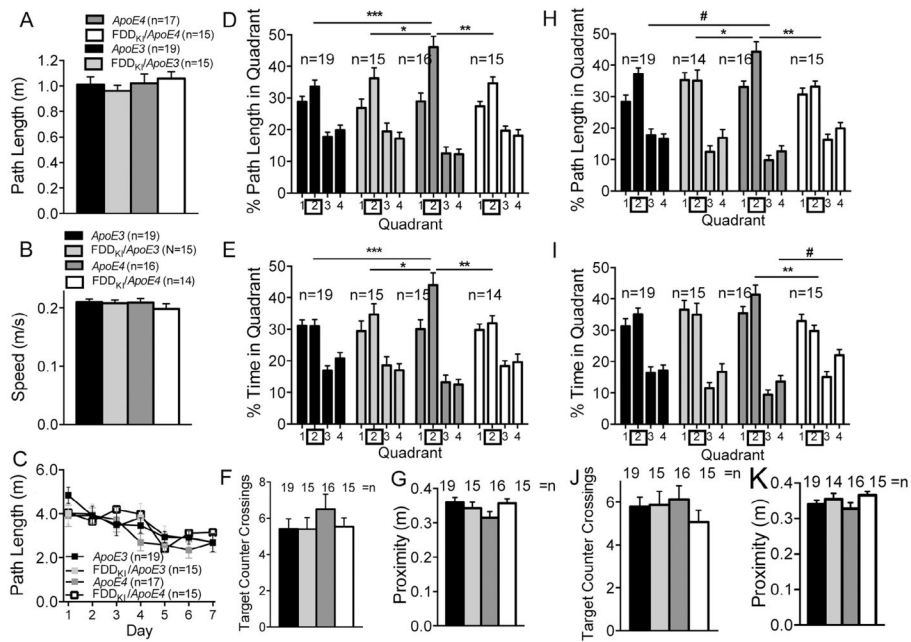 A
ApoE4 (n=17)
FDDKI/ApoE4 (n=15)
ApoE3 (n=19)
FDDKI/ApoE3 (n=15)
Path Length (m)
1.2
0.8
0.4
0.0
B
ApoE3 (n=19)
FDDKI/ApoE3 (N=15)
ApoE4 (n=16)
FDDKI/ApoE4 (n=14)
Speed (m/s)
0.2
0.0
C
Path Length (m)
6.0
4.0
2.0
0.0
ApoE3 (n=19)
FDDKI/ApoE3 (n=15)
ApoE4 (n=17)
FDDKI/ApoE4 (n=15)
1 2 3 4 5 6 7
Day
D
% Path Length in Quadrant
60
50
40
30
20
10
0
***
* **
n=19 n=15 n=16 n=15
1 2 3 4 1 2 3 4 1 2 3 4 1 2 3 4
Quadrant
E
% Time in Quadrant
50
40
30
20
10
0
***
* **
n=19 n=15 n=15 n=14
1 2 3 4 1 2 3 4 1 2 3 4 1 2 3 4
Quadrant
F
Target Counter Crossings
19 15 16 15 =n
8
6
4
2
0
G
Proximity (m)
19 15 16 15 =n
0.4
0.3
0.2
0.1
0.0
H
% Path Length in Quadrant
60
50
40
30
20
10
0
#
* **
n=19 n=14 n=16 n=15
1 2 3 4 1 2 3 4 1 2 3 4 1 2 3 4
Quadrant
I
% Time in Quadrant
50
40
30
20
10
0
#
**
n=19 n=15 n=16 n=15
1 2 3 4 1 2 3 4 1 2 3 4 1 2 3 4
Quadrant
J
Target Counter Crossings
19 15 16 15 =n
8
6
4
2
0
K
Proximity (m)
19 14 16 15 =n
0.4
0.3
0.2
0.1
0.0